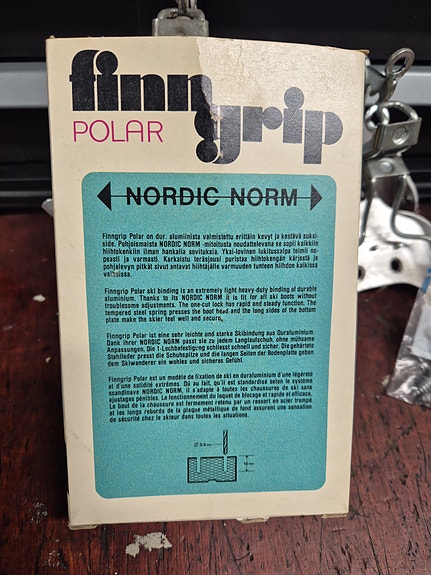 finngrip
POLAR
NORDIC NORM
Finngrip Polar on dur. alumiinista valmistettu erittäin kevyt ja kestävä suksi-
side. Pohjoismaista NORDIC NORM -mitoitusta noudattelevana se sopii kaikkiin
hiihtokenkiin ilman hankalia sovituksia. Yksi-lovinen lukitussalpa toimii no-
peasti ja varmasti. Karkaistu teräsjousi puristaa hiihtokengän kärjestä ja
pohjalevyn pitkät sivut antavat hiihtäjälle varmuuden tunteen hiihdon kaikissa
vaiheissa.
Finngrip Polar ski binding is an extremely light heavy-duty binding of durable
aluminium. Thanks to its NORDIC NORM it is fit for all ski boots without
troublesome adjustments. The one-cut lock has rapid and steady function. The
tempered steel spring presses the boot head and the long sides of the bottom
plate make the skier feel well and secure.
Finngrip Polar ist eine sehr leichte und starke Skibindung aus Duraluminium.
Dank ihrer NORDIC NORM passt sie zu jedem Langlaufschuh, ohne mühsame
Anpassungen. Die 1-Lochbefestigung schliesst schnell und sicher. Die gehärtete
Stahlfeder presst die Schuhspitze und die langen Seiten der Bodenplatte geben
dem Skiwanderer ein wohles und sicheres Gefühl.
Finngrip Polar est un modèle de fixation de ski en duraluminium d'une légèreté
et d'une solidité extrêmes. Dû au fait, qu'il est standardisé selon le système
scandinave NORDIC NORM, il s'adapte à toutes les chaussures de ski sans
ajustages pénibles. Le fonctionnement du loquet de blocage et rapide et efficace.
Le bout de la chaussure est fermement retenu par un ressort en acier trompé
et les longs rebords de la plaque métallique de fond assurent une sensation
de sécurité chez le skieur dans toutes les situations.
Ø 3,6 mm
10 mm